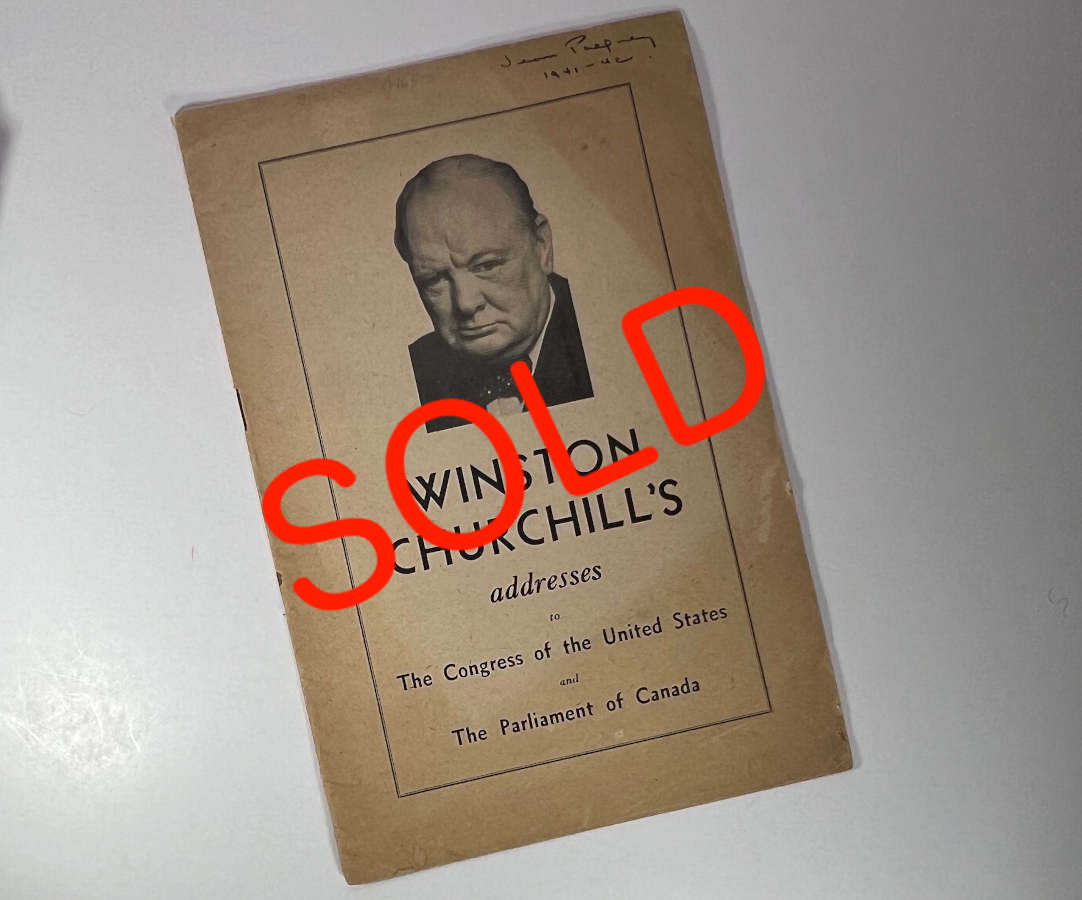 1941-42.
WINSTON
CHURCHILL'S
addresses
to
The Congress of the United States
and
The Parliament of Canada
SOLD